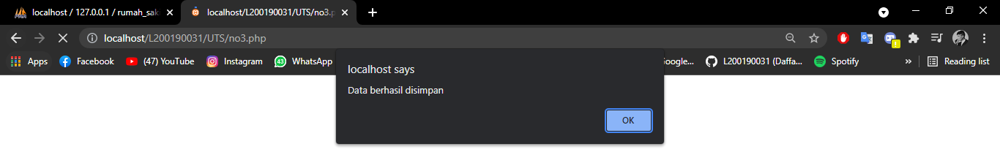 localhost / 127.0.0.1 / rumah_sak
localhost/L200190031/UTS/no3.p
localhost/L200190031/UTS/no3.php
Apps Facebook (47) YouTube Instagram 43 WhatsApp oogle... L200190031 (Daffa... Spotify » Reading list
localhost says
Data berhasil disimpan
OK